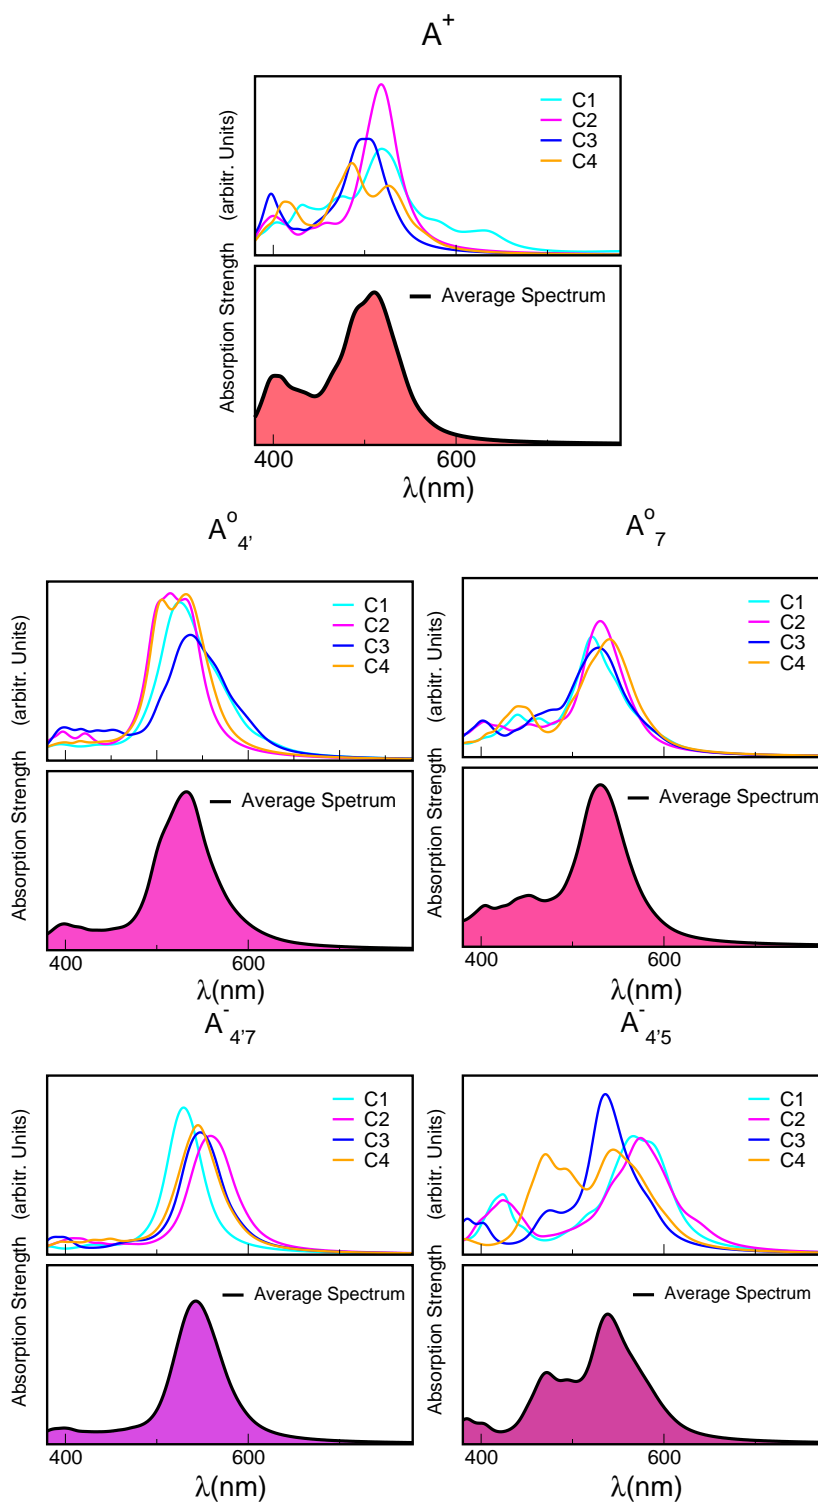 A+
C1
C2
C3
C4
Absorption Strength (arbitr. Units)
Average Spectrum
400 600
λ(nm)
A°4'
A°7
C1
C2
C3
C4
C1
C2
C3
C4
Absorption Strength (arbitr. Units)
Absorption Strength (arbitr. Units)
Average Spetrum
Average Spectrum
400 600
400 600
λ(nm)
λ(nm)
A-4'7
A-4'5
C1
C2
C3
C4
C1
C2
C3
C4
Absorption Strength (arbitr. Units)
Absorption Strength (arbitr. Units)
Average Spectrum
Average Spectrum
400 600
400 600
λ(nm)
λ(nm)